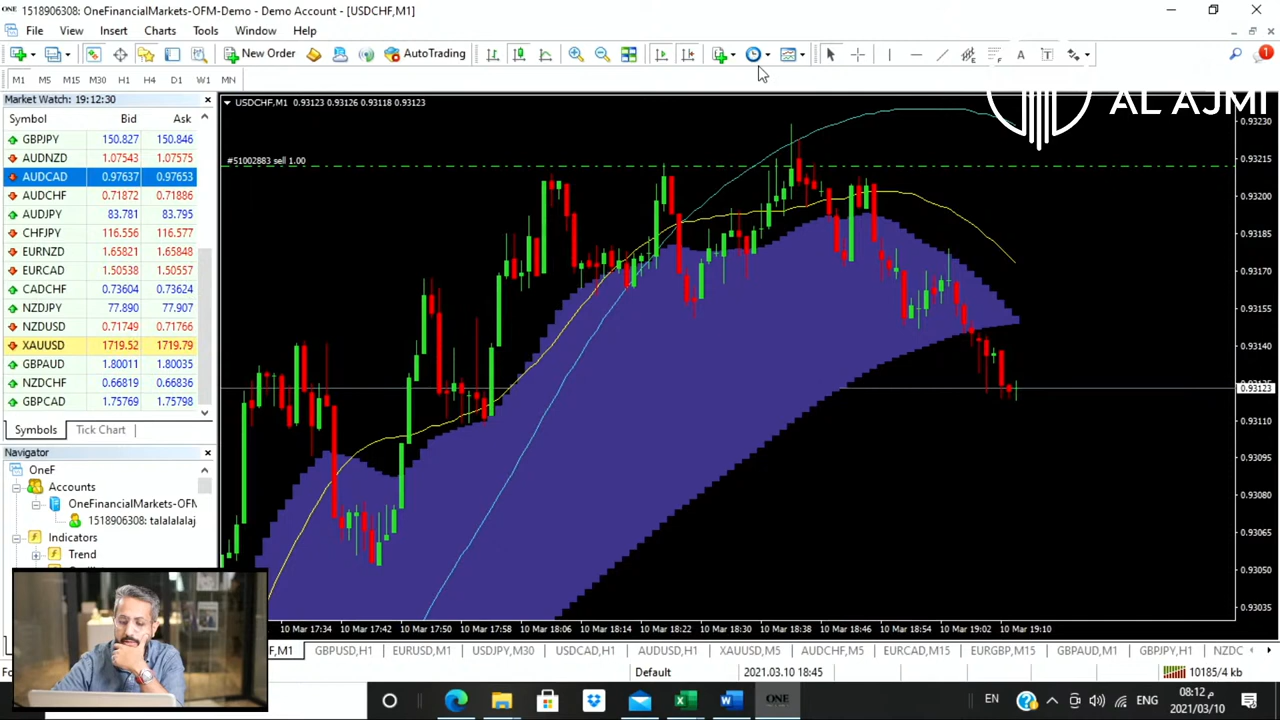 1518906308: OneFinancialMarkets-OFM-Demo - Demo Account - [USDCHF,M1]
File View Insert Charts Tools Window Help
New Order AutoTrading
M1 M5 M15 M30 H1 H4 D1 W1 MN
AL AJMI
Market Watch: 19:12:30
Symbol Bid Ask
GBPJPY 150.827 150.846
AUDNZD 1.07543 1.07575
AUDCAD 0.97637 0.97653
AUDCHF 0.71872 0.71886
AUDJPY 83.781 83.795
CHFJPY 116.556 116.577
EURNZD 1.65821 1.65848
EURCAD 1.50538 1.50557
CADCHF 0.73604 0.73624
NZDJPY 77.890 77.907
NZDUSD 0.71749 0.71766
XAUUSD 1719.52 1719.79
GBPAUD 1.80011 1.80035
NZDCHF 0.66819 0.66836
GBPCAD 1.75769 1.75798
Symbols Tick Chart
Navigator
OneF
Accounts
OneFinancialMarkets-OFN
1518906308: talalalalaj
Indicators
Trend
USDCHF,M1 0.93123 0.93126 0.93118 0.93123
#51002883 sell 1.00
0.93230
0.93215
0.93200
0.93185
0.93170
0.93155
0.93140
0.93123
0.93110
0.93095
0.93080
0.93065
0.93050
0.93035
10 Mar 17:34 10 Mar 17:42 10 Mar 17:50 10 Mar 17:58 10 Mar 18:06 10 Mar 18:14 10 Mar 18:22 10 Mar 18:30 10 Mar 18:38 10 Mar 18:46 10 Mar 18:54 10 Mar 19:02 10 Mar 19:10
F,M1 GBPUSD,H1 EURUSD,M1 USDJPY,M30 USDCAD,H1 AUDUSD,H1 XAUUSD,M5 AUDCHF,M5 EURCAD,M15 EURGBP,M15 GBPAUD,M1 GBPJPY,H1 NZDC
Default 2021.03.10 18:45 10185/4 kb
ONE EN ENG
08:12 م
2021/03/10